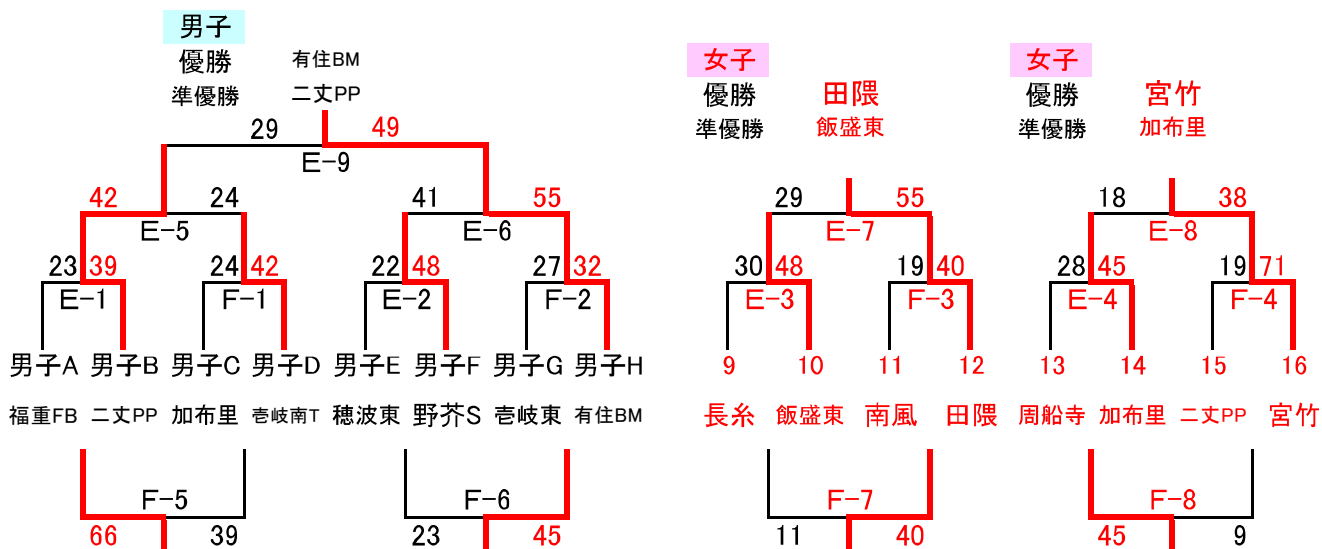 男子
優勝 有住BM
準優勝 二丈PP
女子
優勝 田隈
準優勝 飯盛東
女子
優勝 宮竹
準優勝 加布里
29 49
E-9
42 24 41 55
E-5 E-6
23 39 24 42 22 48 27 32
E-1 F-1 E-2 F-2
男子A 男子B 男子C 男子D 男子E 男子F 男子G 男子H
福重FB 二丈PP 加布里 壱岐南T 穂波東 野芥S 壱岐東 有住BM
F-5 F-6
66 39 23 45
29 55
E-7
30 48 19 40
E-3 F-3
9 10 11 12
長糸 飯盛東 南風 田隈
F-7
11 40
18 38
E-8
28 45 19 71
E-4 F-4
13 14 15 16
周船寺 加布里 二丈PP 宮竹
F-8
45 9